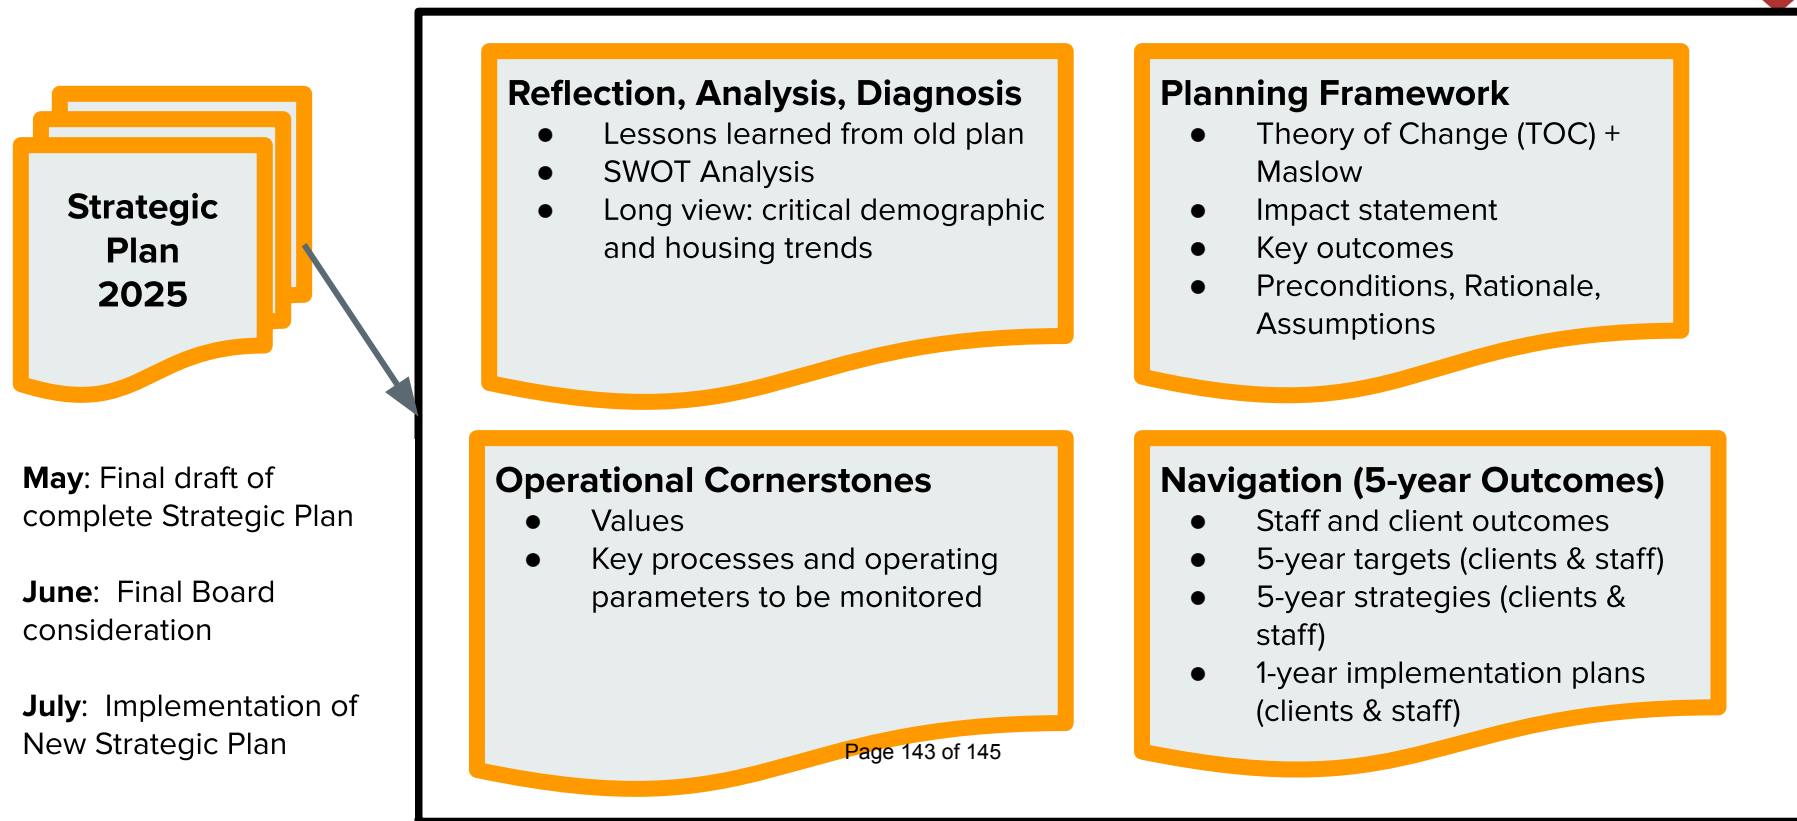 Strategic
Plan
2025
May: Final draft of
complete Strategic Plan
June:  Final Board
consideration
July:  Implementation of
New Strategic Plan
Reflection, Analysis, Diagnosis
● Lessons learned from old plan
● SWOT Analysis
● Long view: critical demographic
and housing trends
Planning Framework
● Theory of Change (TOC) +
Maslow
● Impact statement
● Key outcomes
● Preconditions, Rationale,
Assumptions
Operational Cornerstones
● Values
● Key processes and operating
parameters to be monitored
Navigation (5-year Outcomes)
● Staff and client outcomes
● 5-year targets (clients & staff)
● 5-year strategies (clients &
staff)
● 1-year implementation plans
(clients & staff)
Page 143 of 145